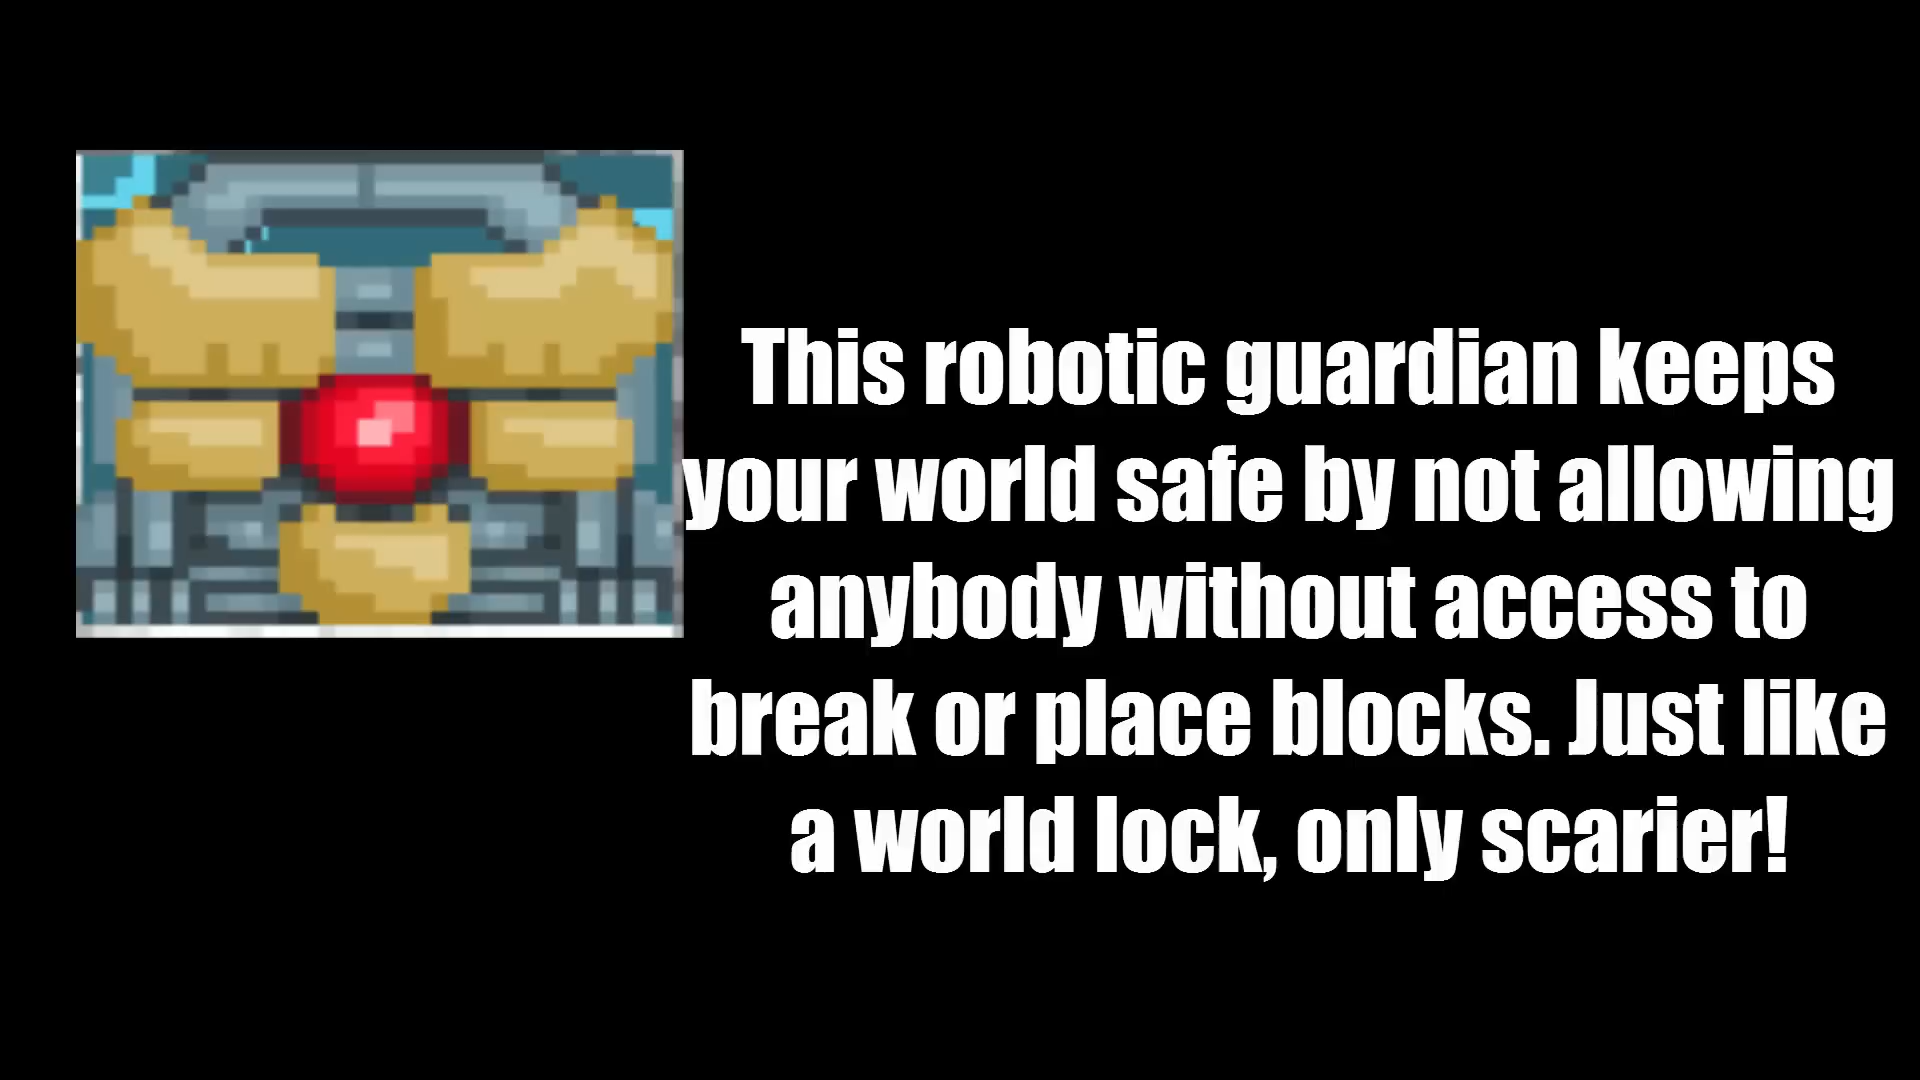 This robotic guardian keeps
your world safe by not allowing
anybody without access to
break or place blocks. Just like
a world lock, only scarier!